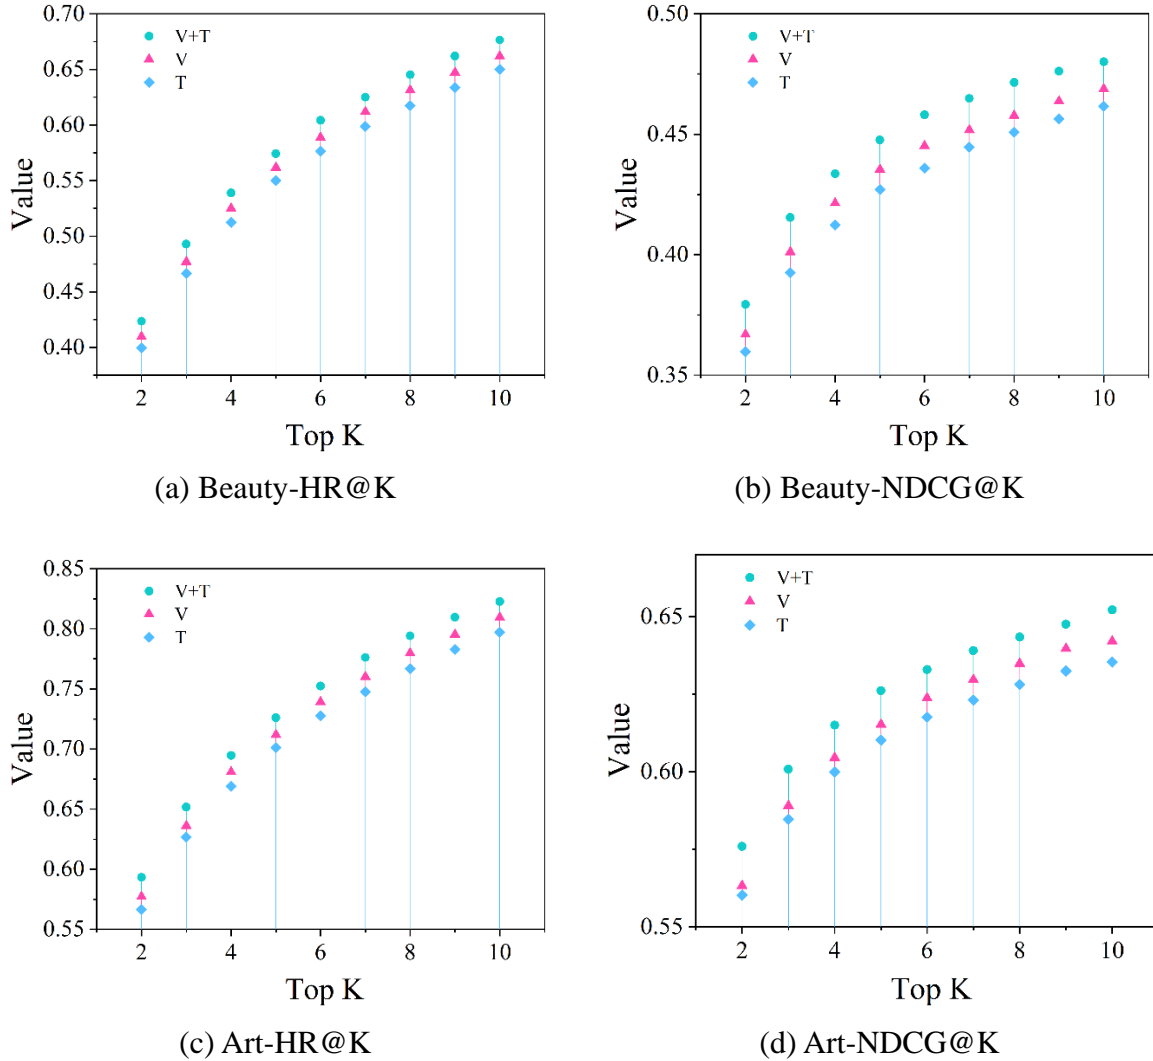 0.70
0.65
0.60
0.55
0.50
0.45
0.40
Value
V+T
V
T
2 4 6 8 10
Top K
(a) Beauty-HR@K
0.50
0.45
0.40
0.35
Value
V+T
V
T
2 4 6 8 10
Top K
(b) Beauty-NDCG@K
0.85
0.80
0.75
0.70
0.65
0.60
0.55
Value
V+T
V
T
2 4 6 8 10
Top K
(c) Art-HR@K
0.65
0.60
0.55
Value
V+T
V
T
2 4 6 8 10
Top K
(d) Art-NDCG@K